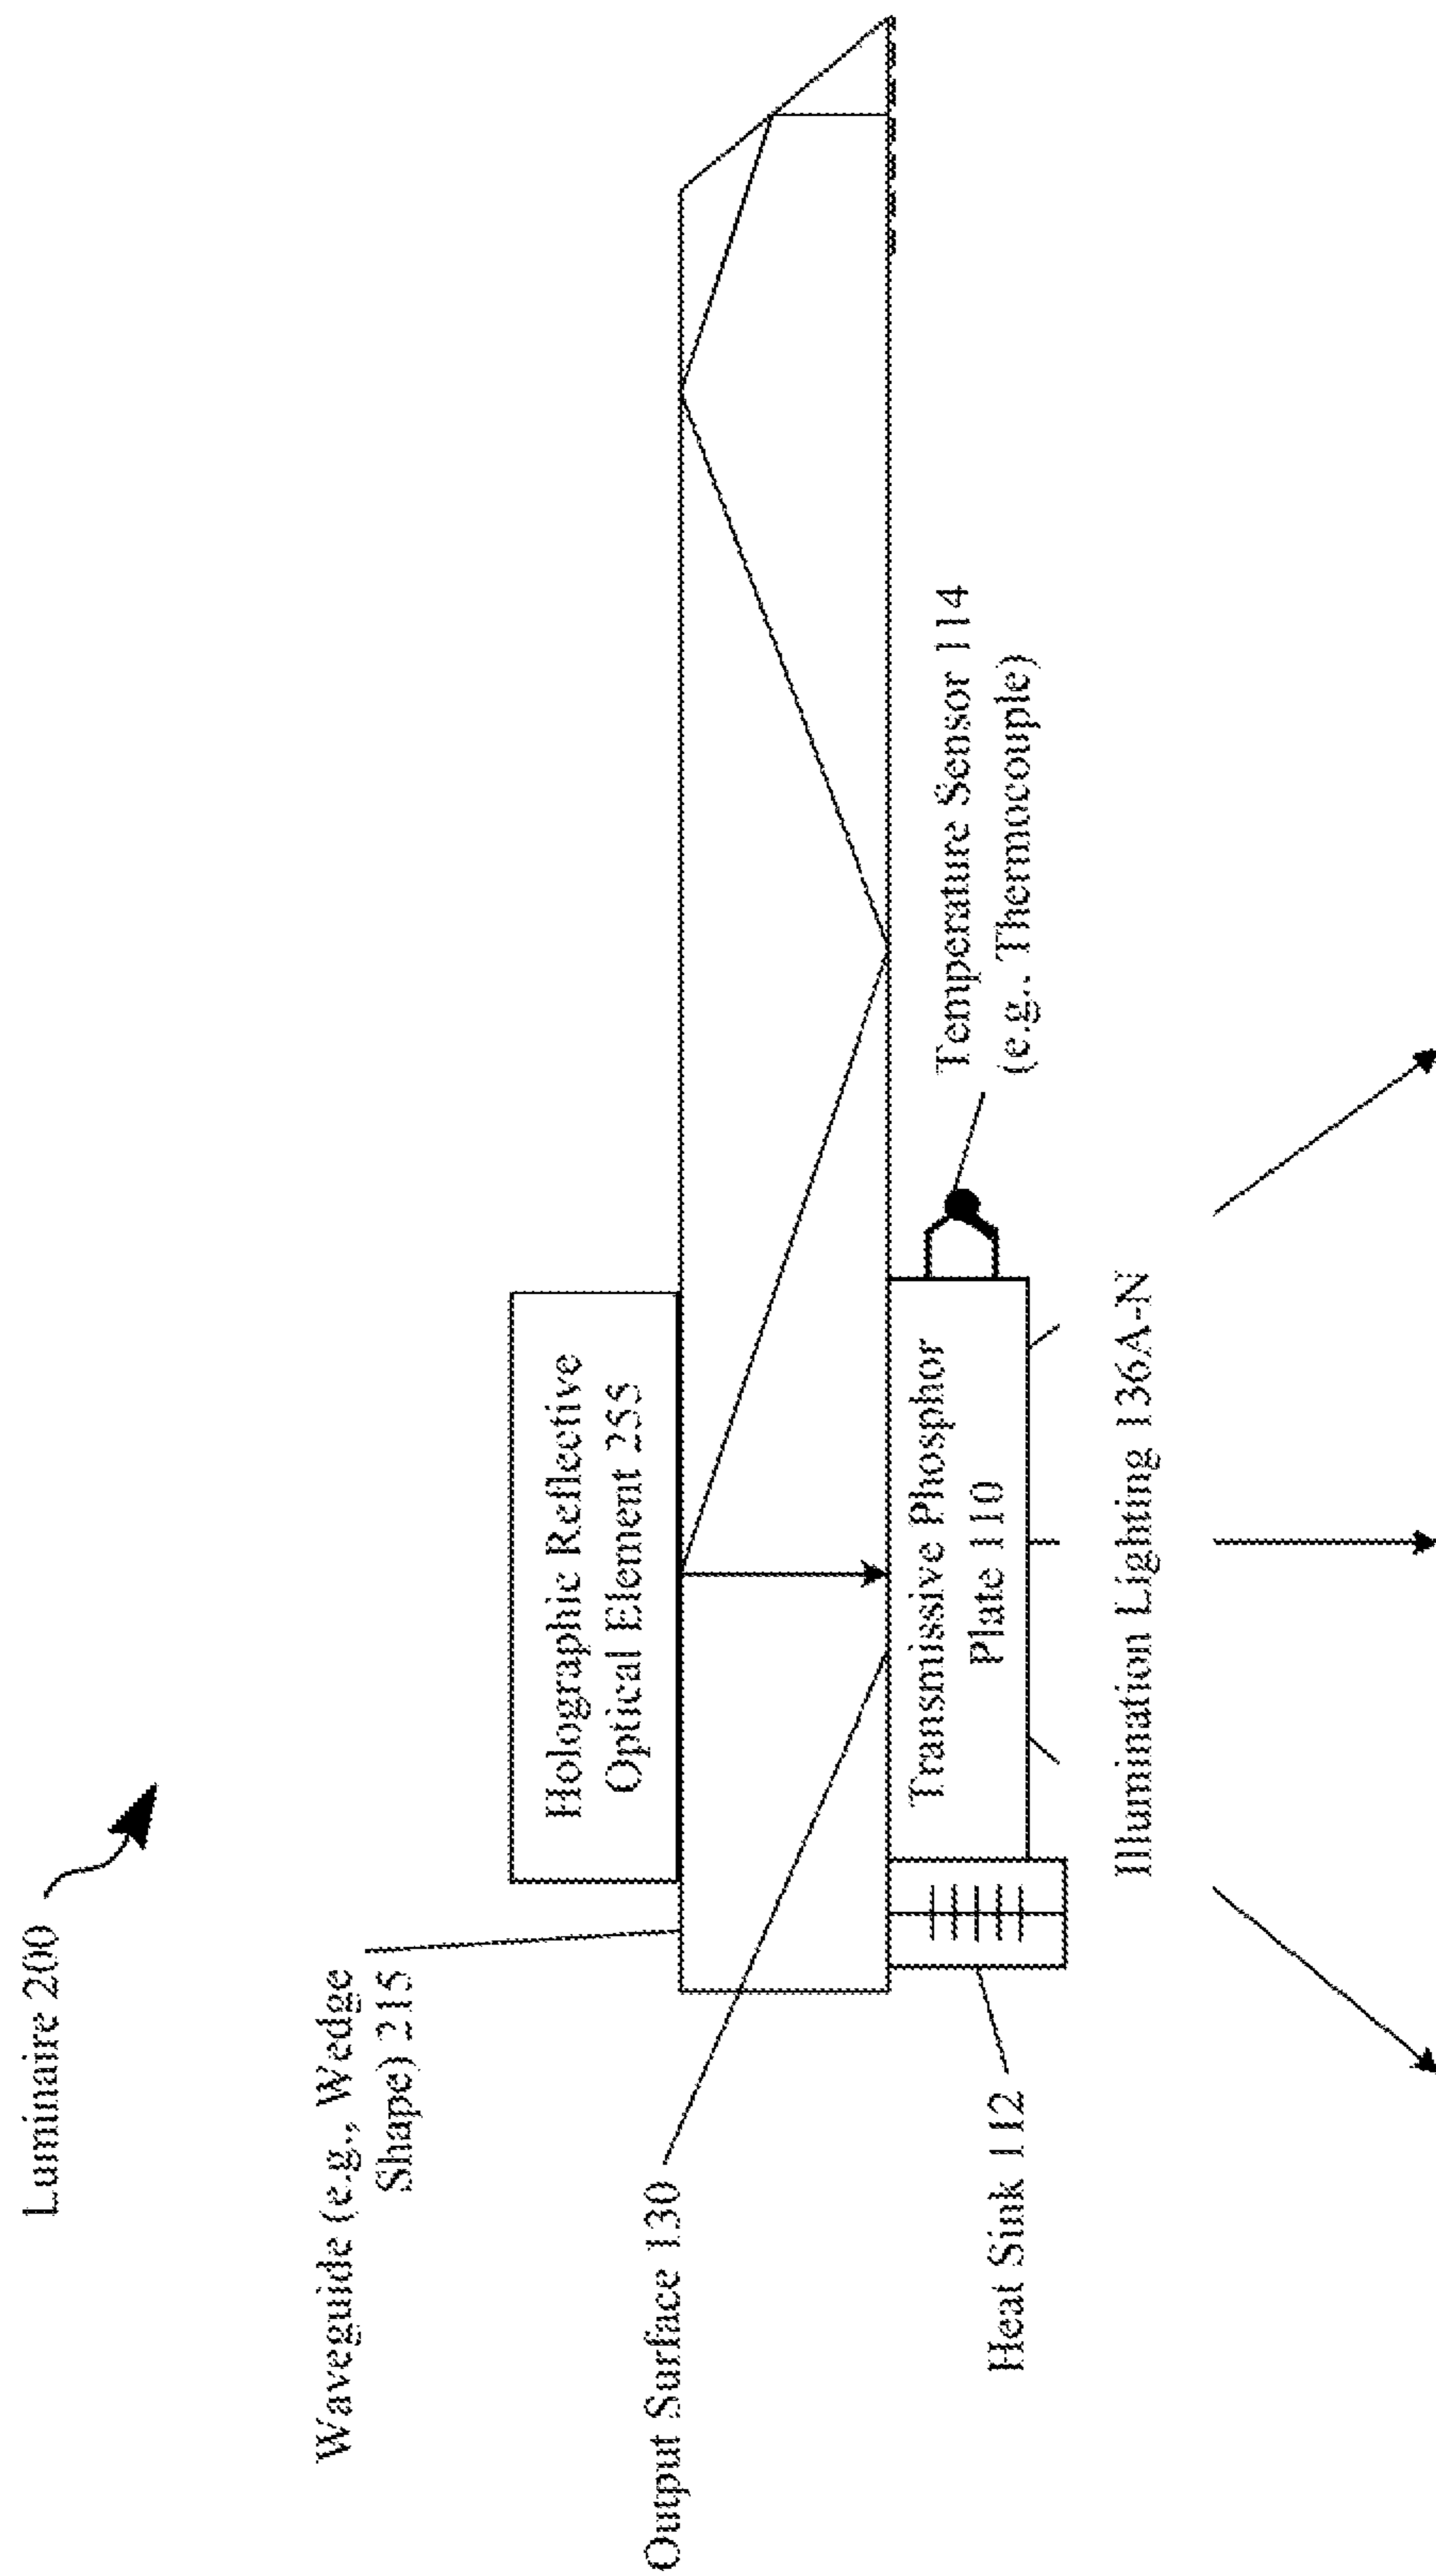 Luminaire 200
Waveguide (e.g., Wedge
Shape) 215
Holographic Reflective
Optical Element 255
Output Surface 130
Transmissive Phosphor
Plate 110
Temperature Sensor 114
(e.g., Thermocouple)
Heat Sink 112
Illumination Lighting 136A-N